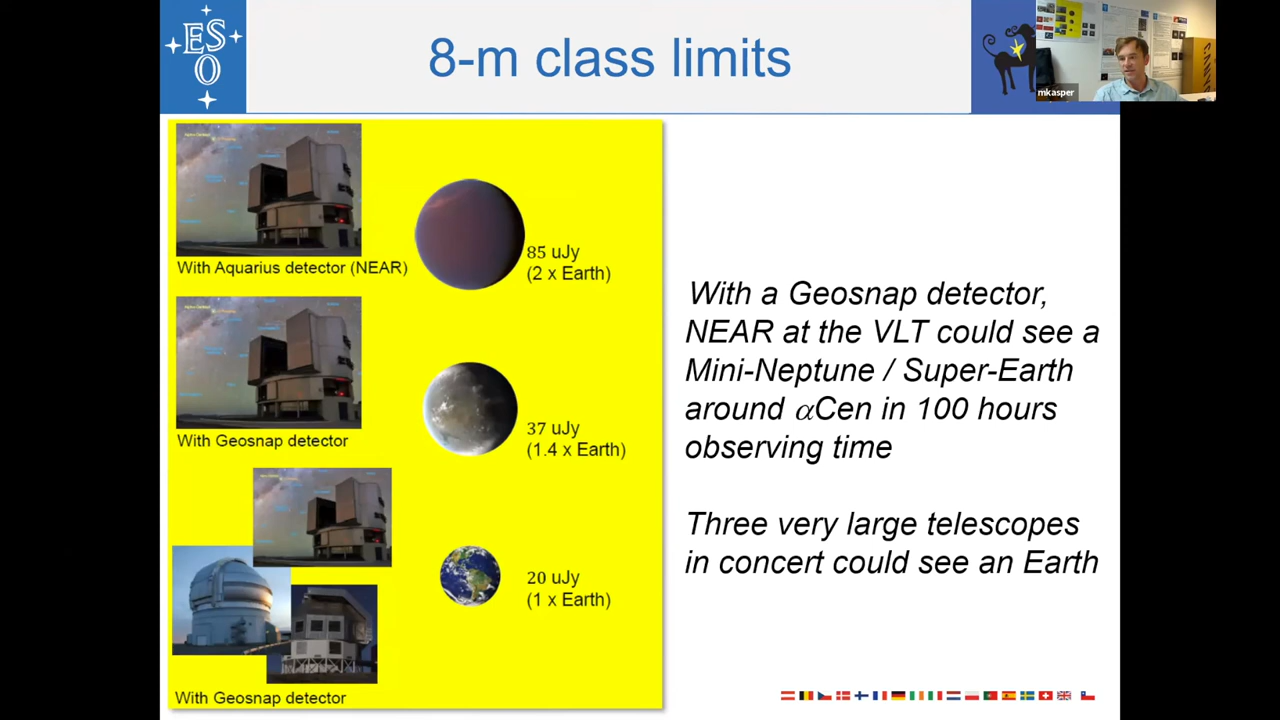 ES
O
8-m class limits
mkasper
With Aquarius detector (NEAR)
85 uJy
(2 x Earth)
With Geosnap detector
37 uJy
(1.4 x Earth)
20 uJy
(1 x Earth)
With Geosnap detector
With a Geosnap detector,
NEAR at the VLT could see a
Mini-Neptune / Super-Earth
around αCen in 100 hours
observing time
Three very large telescopes
in concert could see an Earth